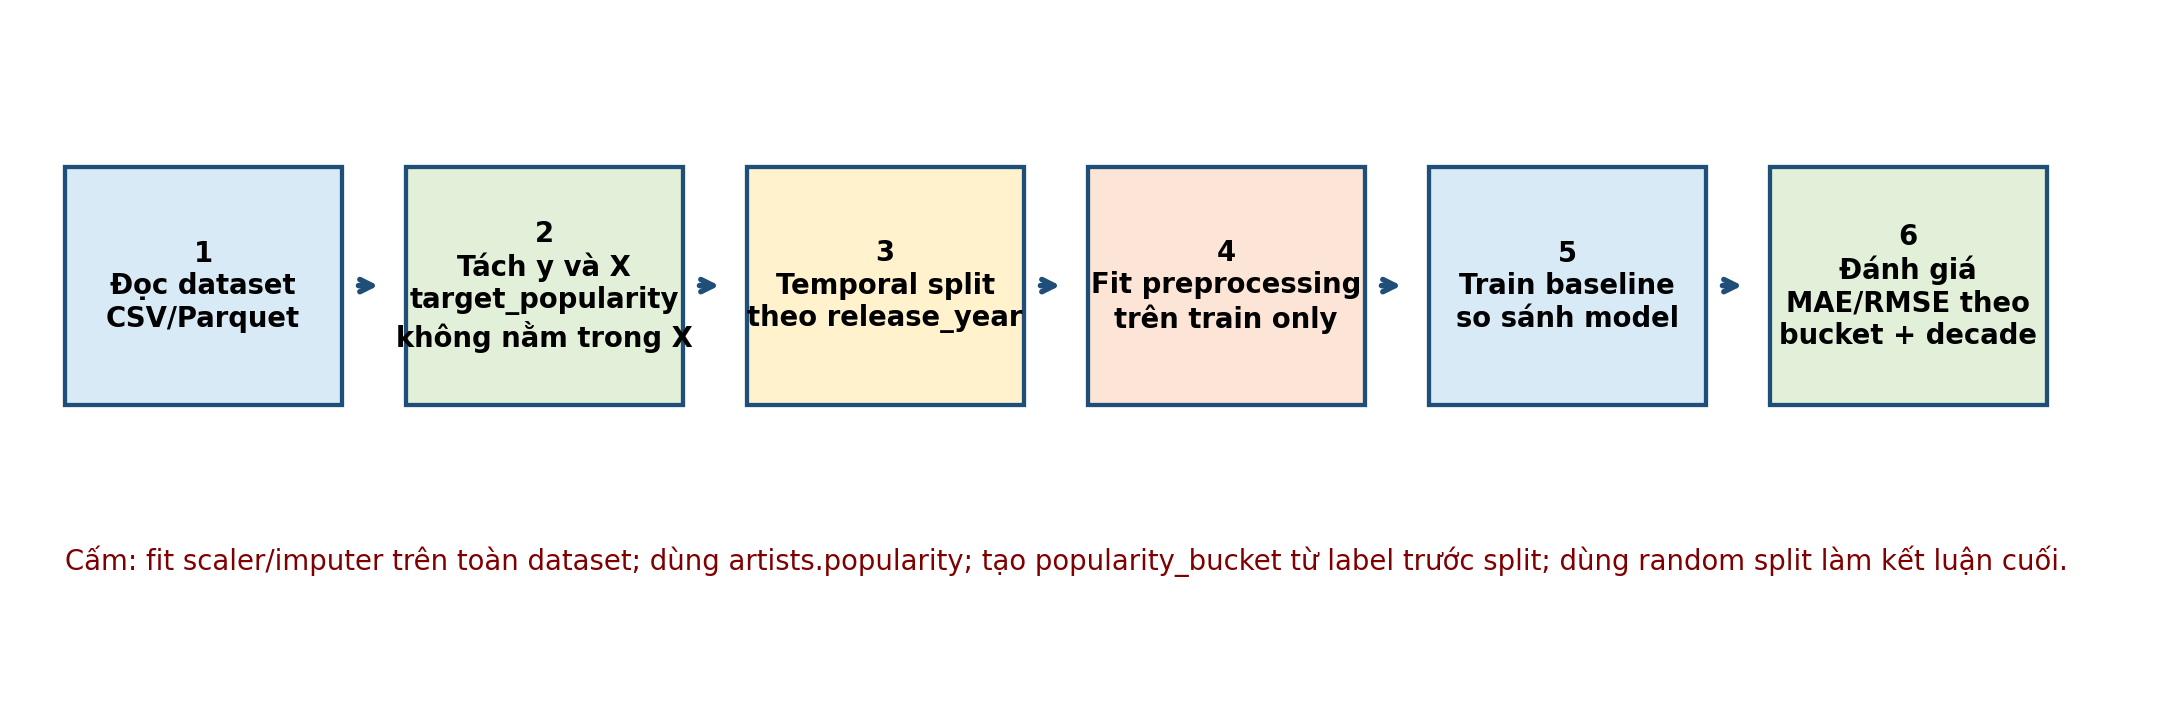 1
Đọc dataset
CSV/Parquet
2
Tách y và X
target_popularity
không nằm trong X
3
Temporal split
theo release_year
4
Fit preprocessing
trên train only
5
Train baseline
so sánh model
6
Đánh giá
MAE/RMSE theo
bucket + decade
Cấm: fit scaler/imputer trên toàn dataset; dùng artists.popularity; tạo popularity_bucket từ label trước split; dùng random split làm kết luận cuối.